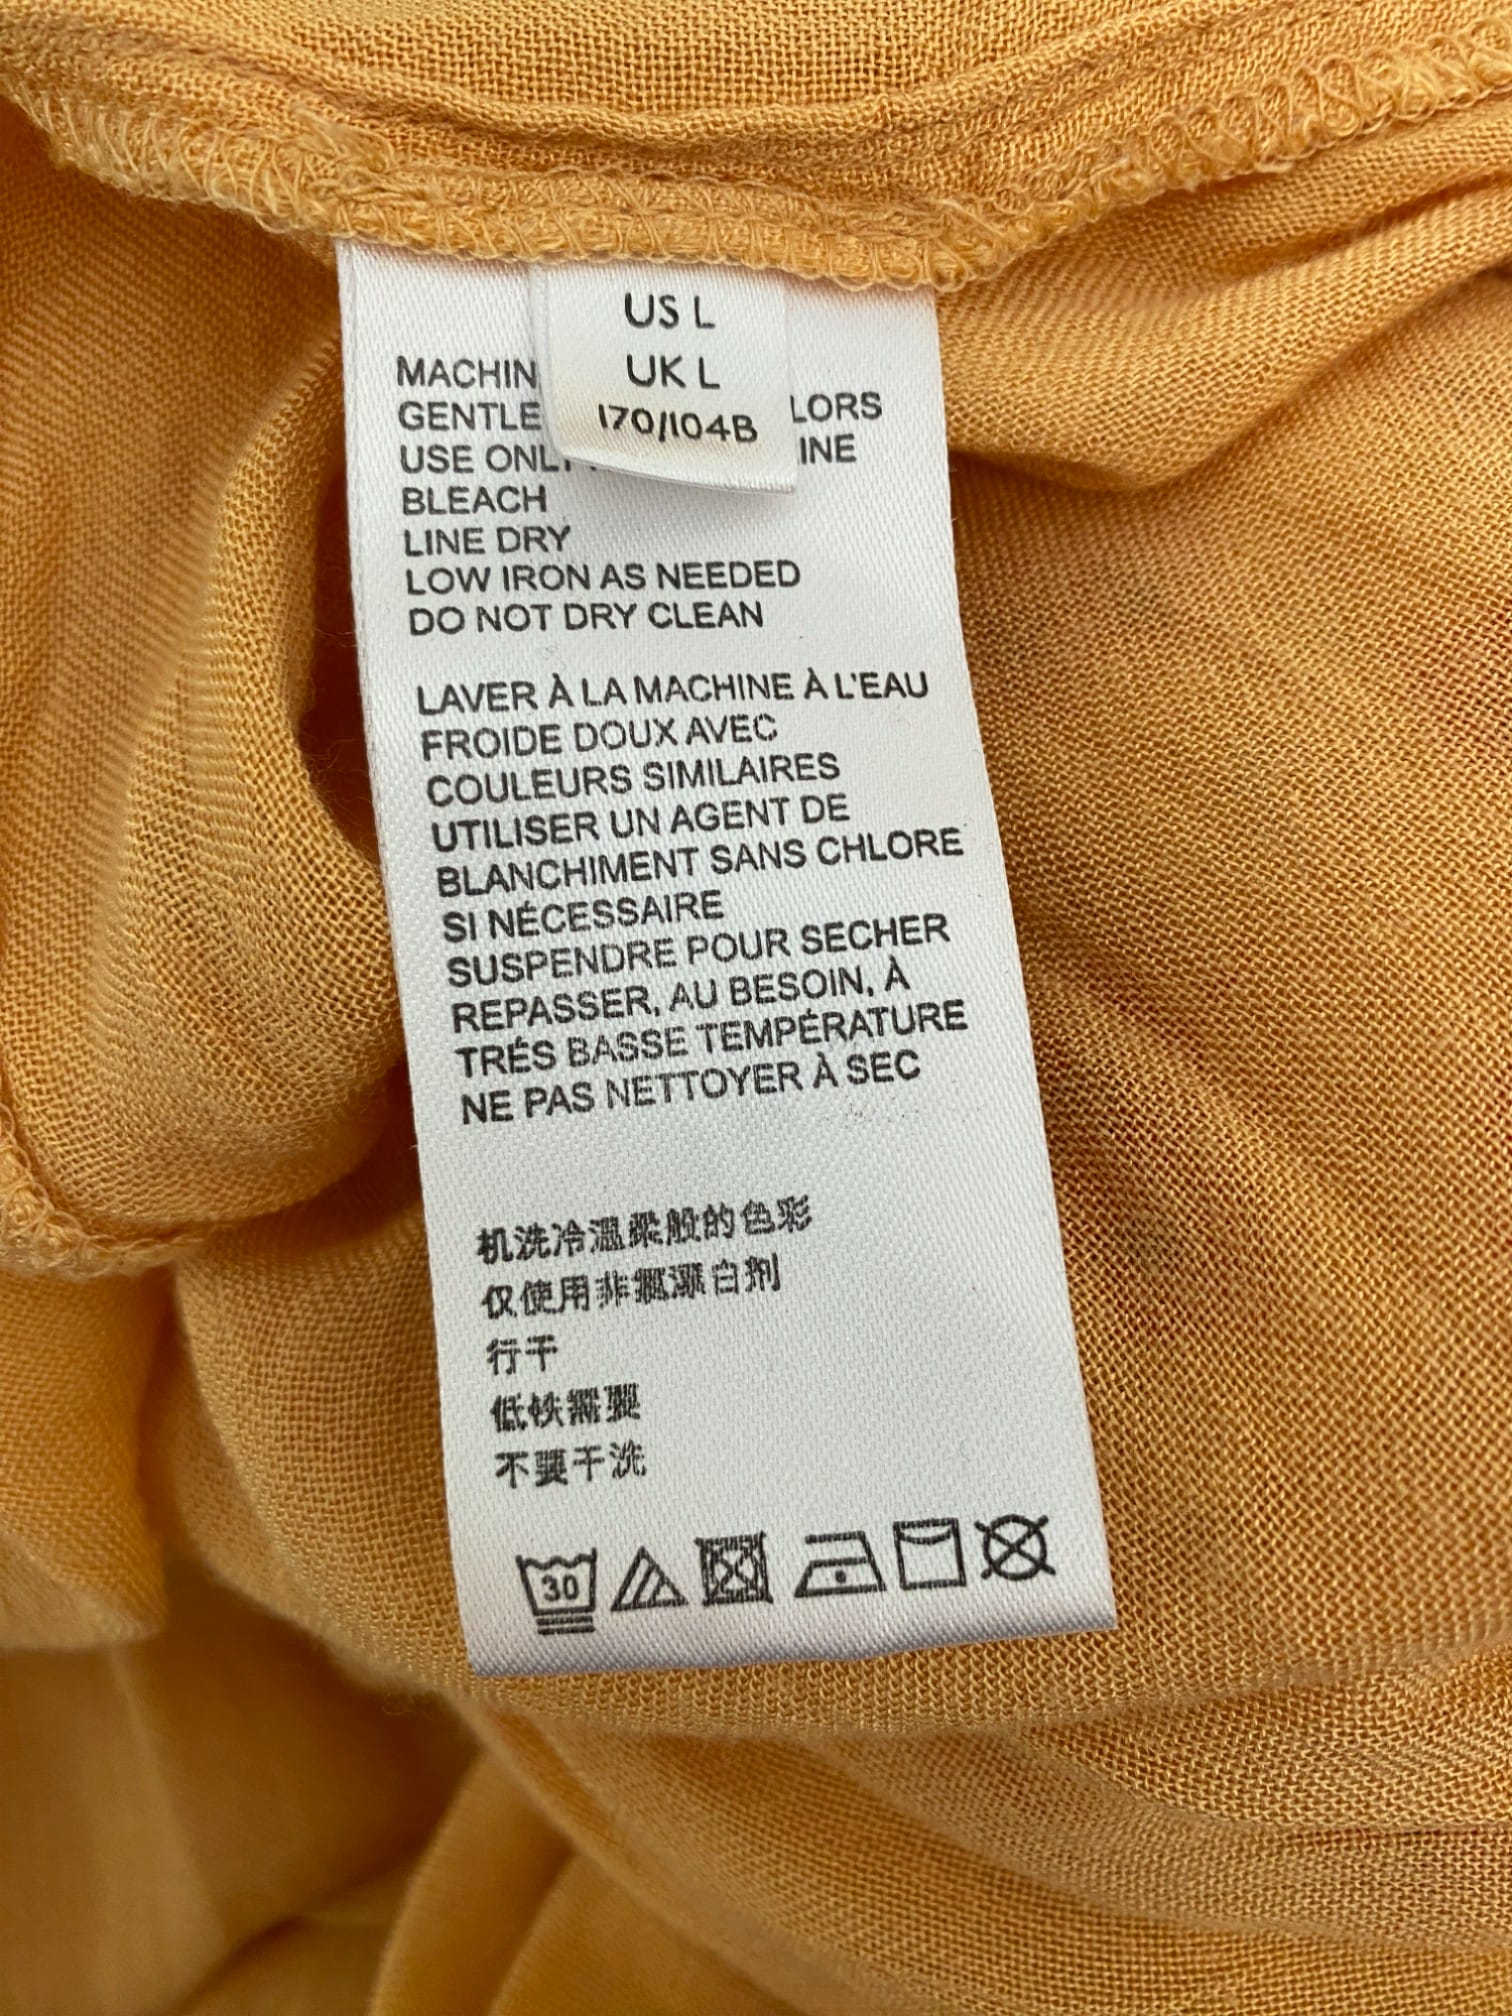 US L
UK L
170/104B
MACHIN
GENTLE LORS
USE ONLY INE
BLEACH
LINE DRY
LOW IRON AS NEEDED
DO NOT DRY CLEAN
LAVER À LA MACHINE À L'EAU
FROIDE DOUX AVEC
COULEURS SIMILAIRES
UTILISER UN AGENT DE
BLANCHIMENT SANS CHLORE
SI NÉCESSAIRE
SUSPENDRE POUR SECHER
REPASSER, AU BESOIN, À
TRÉS BASSE TEMPÉRATURE
NE PAS NETTOYER À SEC
机洗冷温柔般的色彩
仅使用非氯漂白剂
行干
低铁需要
不要干洗
30